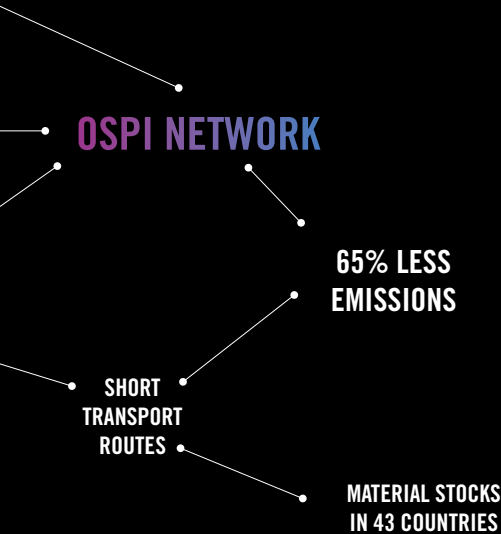 OSPI NETWORK
65% LESS
EMISSIONS
SHORT
TRANSPORT
ROUTES
MATERIAL STOCKS
IN 43 COUNTRIES